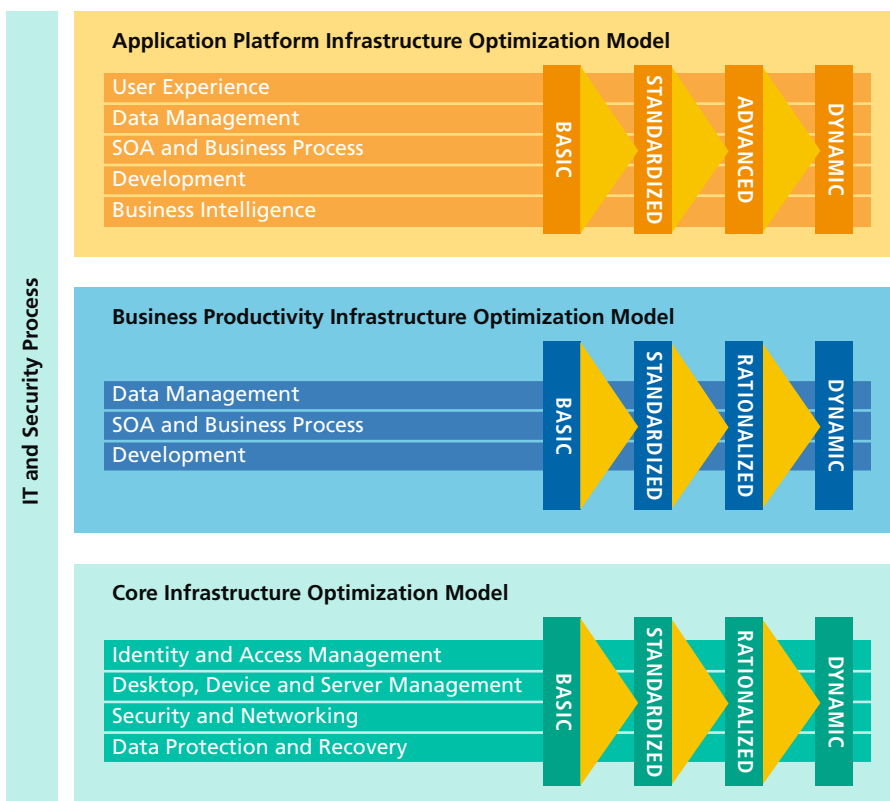 IT and Security Process
Application Platform Infrastructure Optimization Model
User Experience
Data Management
SOA and Business Process
Development
Business Intelligence
BASIC
STANDARDIZED
ADVANCED
DYNAMIC
Business Productivity Infrastructure Optimization Model
Data Management
SOA and Business Process
Development
BASIC
STANDARDIZED
RATIONALIZED
DYNAMIC
Core Infrastructure Optimization Model
Identity and Access Management
Desktop, Device and Server Management
Security and Networking
Data Protection and Recovery
BASIC
STANDARDIZED
RATIONALIZED
DYNAMIC